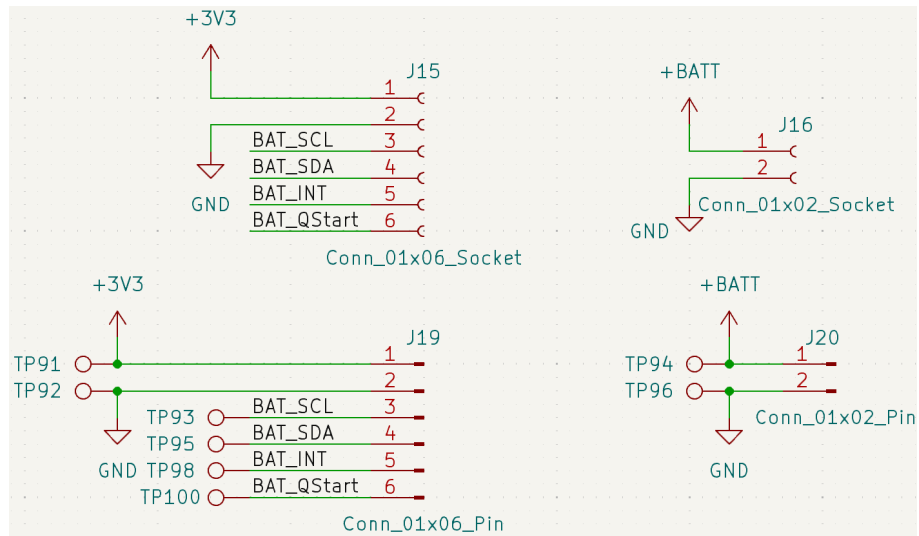 +3V3
J15
1
2
BAT_SCL 3
BAT_SDA 4
BAT_INT 5
BAT_QStart 6
GND
Conn_01x06_Socket
+BATT
J16
1
2
Conn_01x02_Socket
GND
+3V3
J19
TP91 1
TP92 2
TP93 BAT_SCL 3
TP95 BAT_SDA 4
GND TP98 BAT_INT 5
TP100 BAT_QStart 6
Conn_01x06_Pin
+BATT
J20
TP94 1
TP96 2
Conn_01x02_Pin
GND